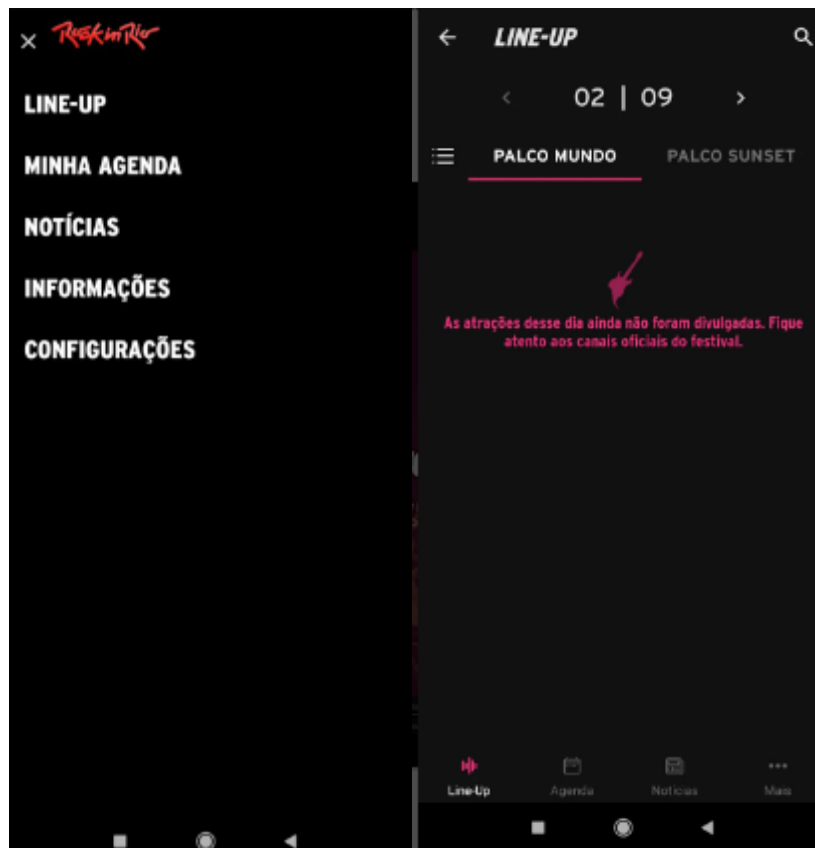 Rock in Rio
LINE-UP
MINHA AGENDA
NOTÍCIAS
INFORMAÇÕES
CONFIGURAÇÕES
LINE-UP
02 | 09
PALCO MUNDO
PALCO SUNSET
As atrações desse dia ainda não foram divulgadas. Fique
atento aos canais oficiais do festival.
Line-Up
Agenda
Notícias
Mais